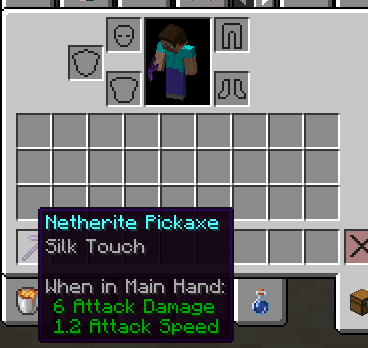 Netherite Pickaxe
Silk Touch
When in Main Hand:
6 Attack Damage
1.2 Attack Speed